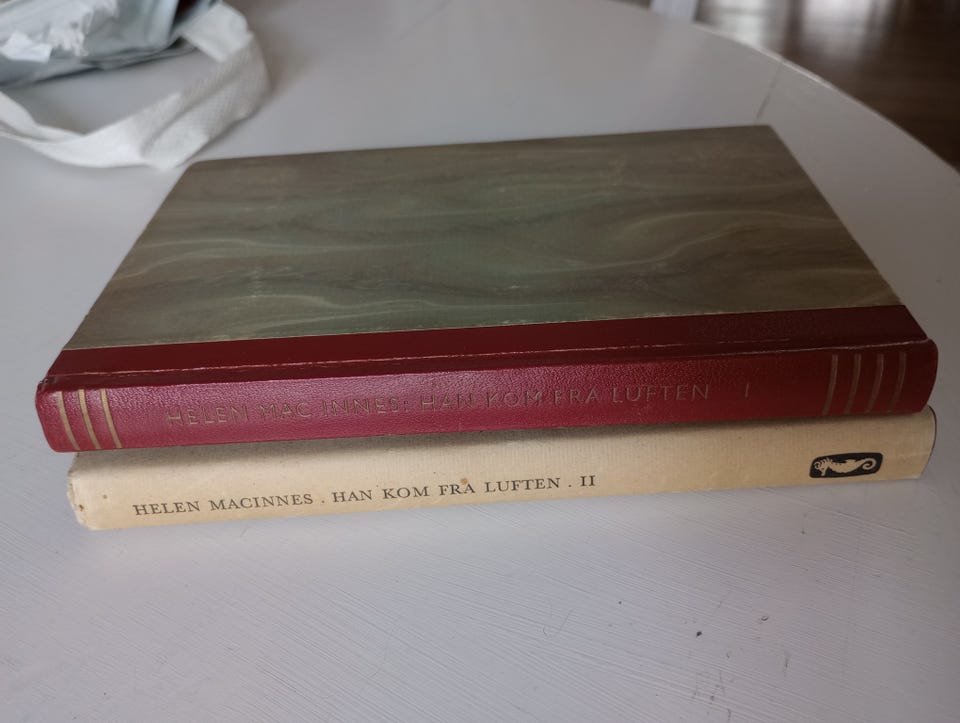 HELEN MAC INNES: HAN KOM FRA LUFTEN I
HELEN MACINNES . HAN KOM FRA LUFTEN . II